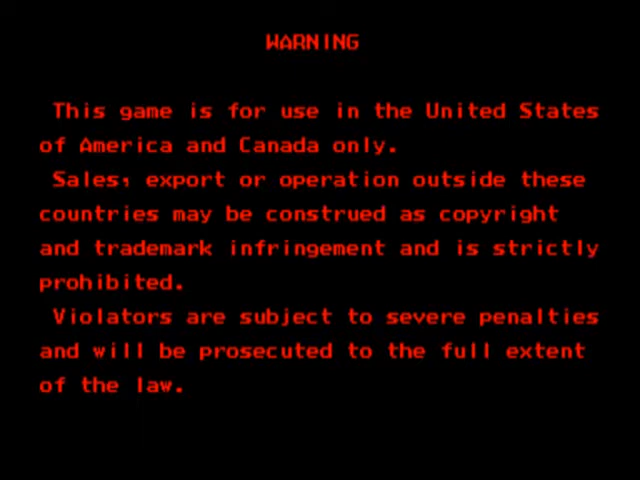 WARNING
This game is for use in the United States
of America and Canada only.
Sales, export or operation outside these
countries may be construed as copyright
and trademark infringement and is strictly
prohibited.
Violators are subject to severe penalties
and will be prosecuted to the full extent
of the law.